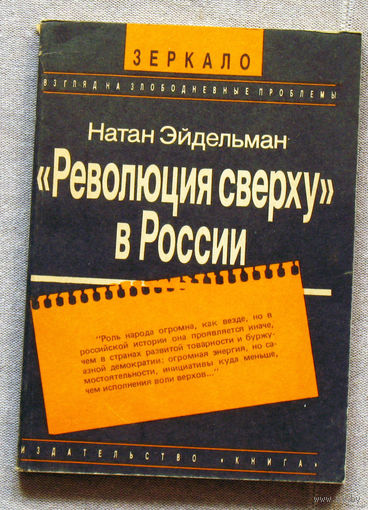 ЗЕРКАЛО
ВЗГЛЯД НА ЗЛОБОДНЕВНЫЕ ПРОБЛЕМЫ
Натан Эйдельман
«Революция сверху»
в России
"Роль народа огромна, как везде, но в
российской истории она проявляется иначе,
чем в странах развитой товарности и буржу-
азной демократии; огромная энергия, но са-
мостоятельности, инициативы куда меньше,
чем исполнения воли верхов..."
ИЗДАТЕЛЬСТВО «КНИГА»